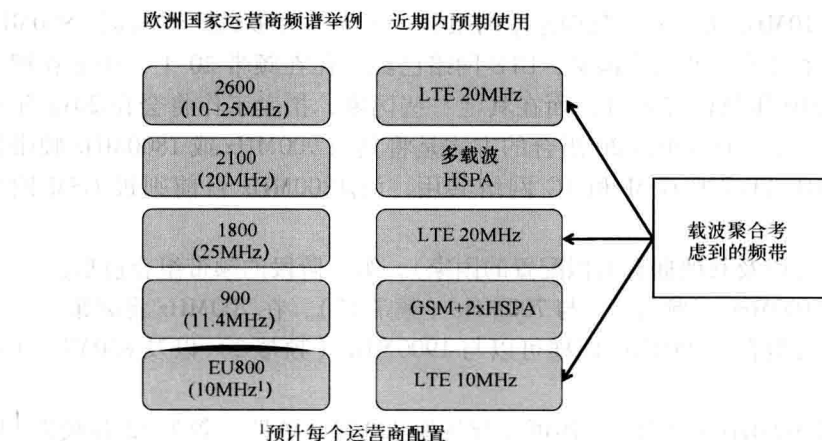 欧洲国家运营商频谱举例 近期内预期使用
2600
(10~25MHz)
LTE 20MHz
2100
(20MHz)
多载波
HSPA
1800
(25MHz)
LTE 20MHz
载波聚合考
虑到的频带
900
(11.4MHz)
GSM+2xHSPA
EU800
(10MHz¹)
LTE 10MHz
¹预计每个运营商配置